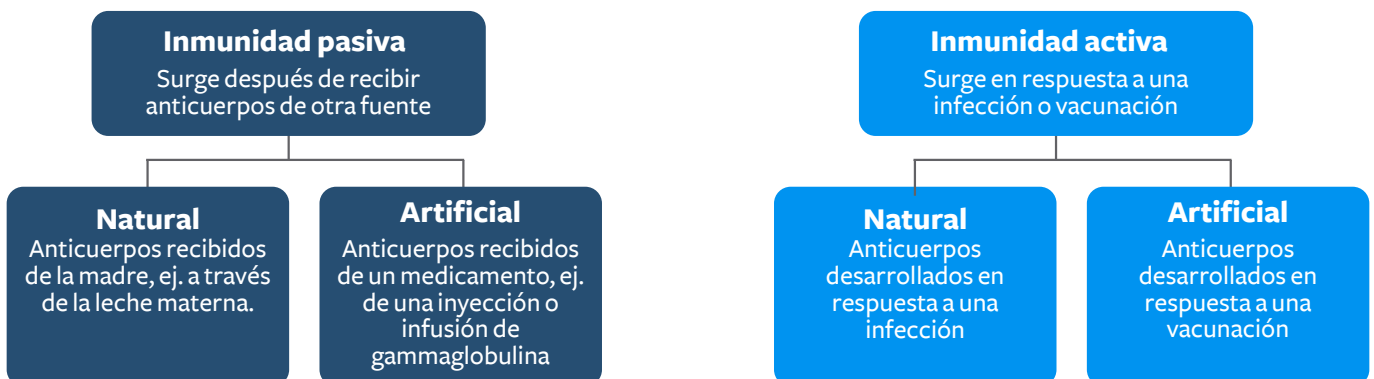 Inmunidad pasiva
Surge después de recibir
anticuerpos de otra fuente
Natural
Anticuerpos recibidos
de la madre, ej. a través
de la leche materna.
Artificial
Anticuerpos recibidos
de un medicamento, ej.
de una inyección o
infusión de
gammaglobulina
Inmunidad activa
Surge en respuesta a una
infección o vacunación
Natural
Anticuerpos
desarrollados en
respuesta a una
infección
Artificial
Anticuerpos
desarrollados en
respuesta a una
vacunación